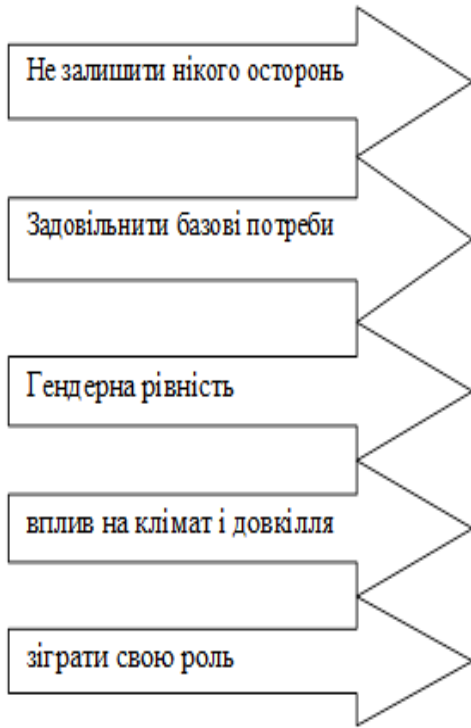 Не залишити нікого осторонь
Задовільнити базові потреби
Гендерна рівність
вплив на клімат і довкілля
зіграти свою роль